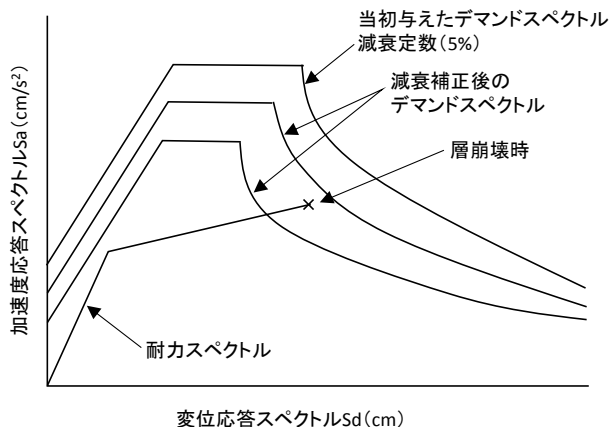 当初与えたデマンドスペクトル
減衰定数(5%)
減衰補正後の
デマンドスペクトル
層崩壊時
加速度応答スペクトルSa(cm/s²)
耐力スペクトル
変位応答スペクトルSd(cm)